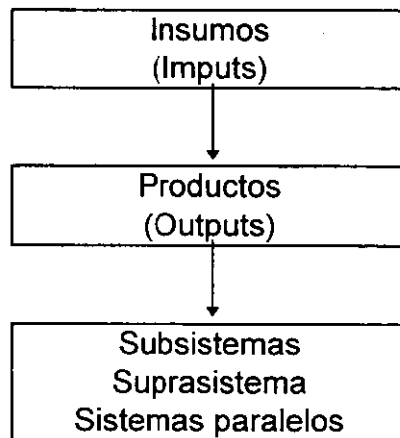 Insumos
(Imputs)
Productos
(Outputs)
Subsistemas
Suprasistema
Sistemas paralelos